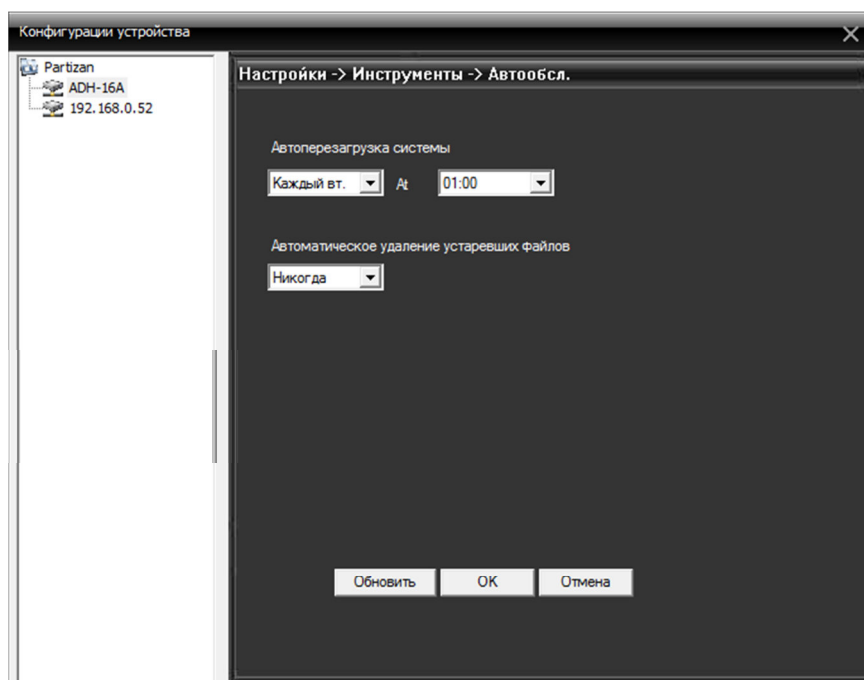 Конфигурации устройства
Partizan
ADH-16A
192.168.0.52
Настройки -> Инструменты -> Автообсл.
Автоперезагрузка системы
Каждый вт. At 01:00
Автоматическое удаление устаревших файлов
Никогда
Обновить OK Отмена